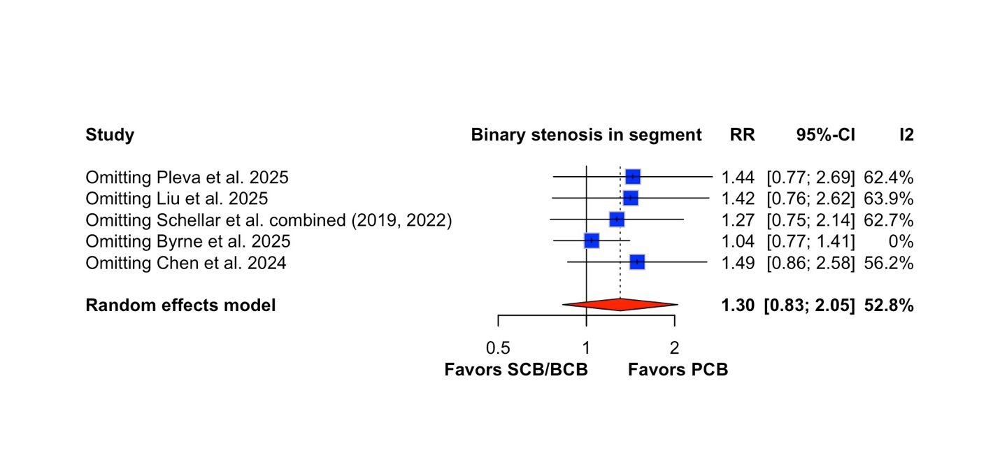 Study Binary stenosis in segment RR 95%-CI I2
Omitting Pleva et al. 2025 1.44 [0.77; 2.69] 62.4%
Omitting Liu et al. 2025 1.42 [0.76; 2.62] 63.9%
Omitting Schellar et al. combined (2019, 2022) 1.27 [0.75; 2.14] 62.7%
Omitting Byrne et al. 2025 1.04 [0.77; 1.41] 0%
Omitting Chen et al. 2024 1.49 [0.86; 2.58] 56.2%
Random effects model 1.30 [0.83; 2.05] 52.8%
0.5 1 2
Favors SCB/BCB Favors PCB